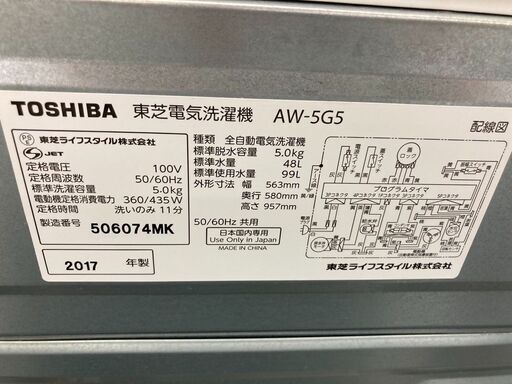 TOSHIBA 東芝電気洗濯機 AW-5G5
配線図
PS E 東芝ライフスタイル株式会社
S JET
定格電圧 100V
定格周波数 50/60Hz
標準洗濯容量 5.0kg
電動機定格消費電力 360/435W
定格時間 洗いのみ 11分
製造番号 506074MK
2017 年製
種類 全自動電気洗濯機
標準脱水容量 5.0kg
標準水量 48L
標準使用水量 99L
外形寸法 幅 563mm
奥行 580mm
高さ 957mm
50/60Hz 共用
日本国内専用
Use Only in Japan
MADE IN CHINA
蓋
ロック
プログラムタイマ
東芝ライフスタイル株式会社